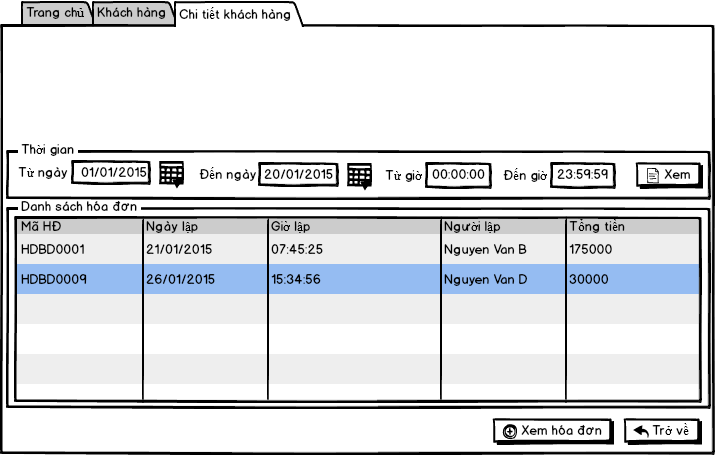 Trang chủ Khách hàng Chi tiết khách hàng
Thời gian
Từ ngày 01/01/2015 Đến ngày 20/01/2015 Từ giờ 00:00:00 Đến giờ 23:59:59 Xem
Danh sách hóa đơn
Mã HĐ Ngày lập Giờ lập Người lập Tổng tiền
HDBD0001 21/01/2015 07:45:25 Nguyen Van B 175000
HDBD0009 26/01/2015 15:34:56 Nguyen Van D 30000
Xem hóa đơn Trở về